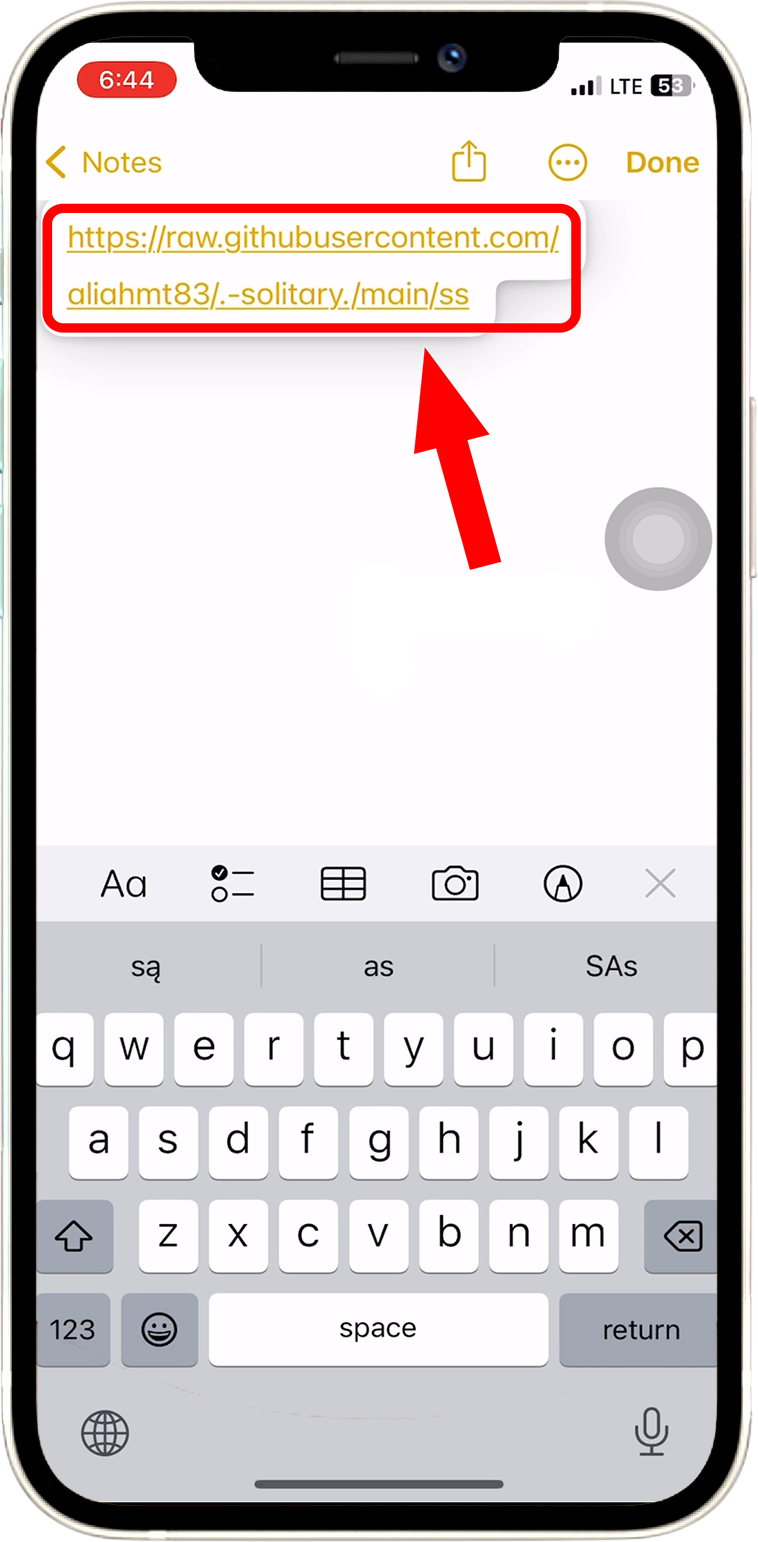 6:44
LTE 53
Notes
Done
https://raw.githubusercontent.com/
aliahmt83/.-solitary./main/ss
Aa
są as SAs
q w e r t y u i o p
a s d f g h j k l
z x c v b n m
123 space return